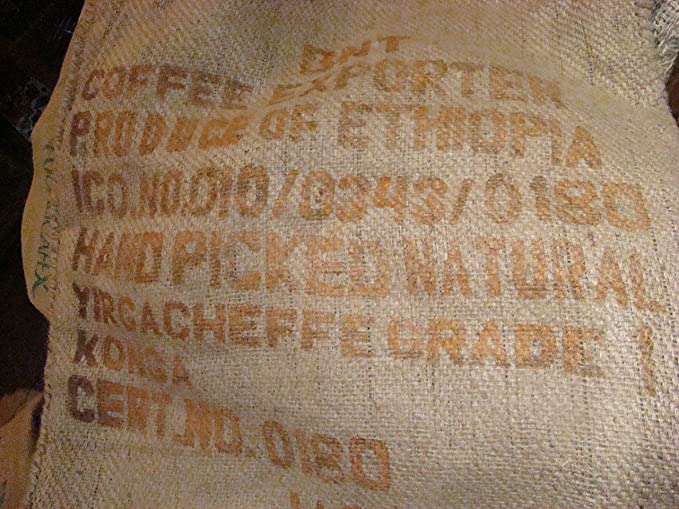 BNT
COFFEE EXPORTER
PRODUCE OF ETHIOPIA
ICO.NO.010/0343/0180
HAND PICKED NATURAL
YIRGACHEFFE GRADE 1
KONGA
CERT.NO.0180